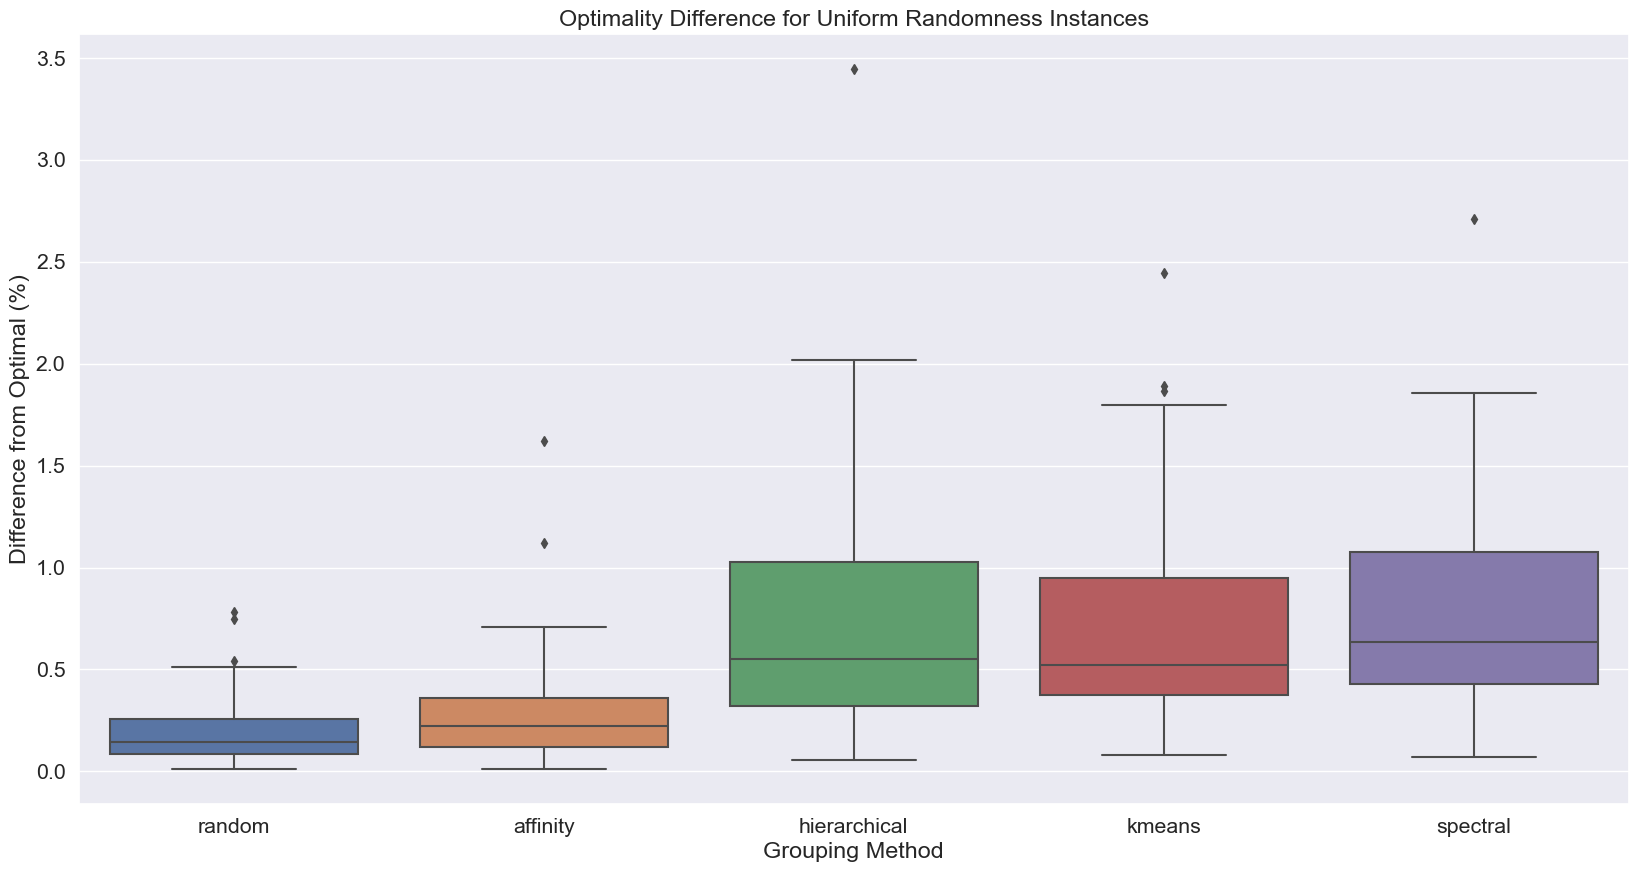 Optimality Difference for Uniform Randomness Instances
Difference from Optimal (%)
3.5
3.0
2.5
2.0
1.5
1.0
0.5
0.0
random affinity hierarchical kmeans spectral
Grouping Method